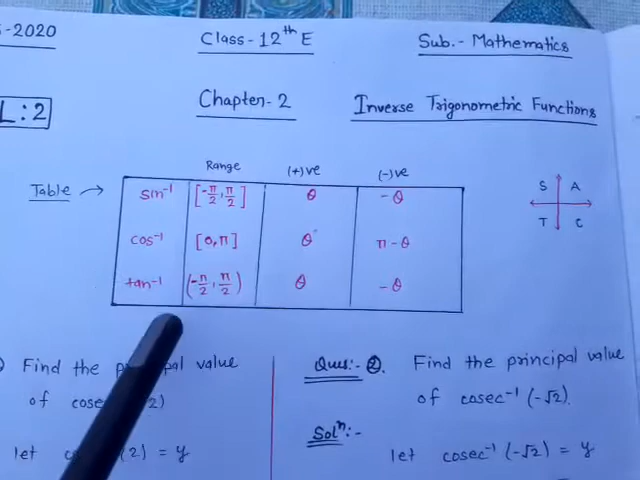 -2020
Class-12th E
Sub.- Mathematics
L:2
Chapter-2
Inverse Trigonometric Functions
Range (+)ve (-)ve
Table → sin⁻¹ [-π/2, π/2] θ -θ
cos⁻¹ [0,π] θ π-θ
tan⁻¹ (-π/2, π/2) θ -θ
S A
T C
Find the principal value
of 2)
let (2) = y
Ques:- ②. Find the principal value
of cosec⁻¹(-√2).
Solⁿ:-
let cosec⁻¹(-√2) = y